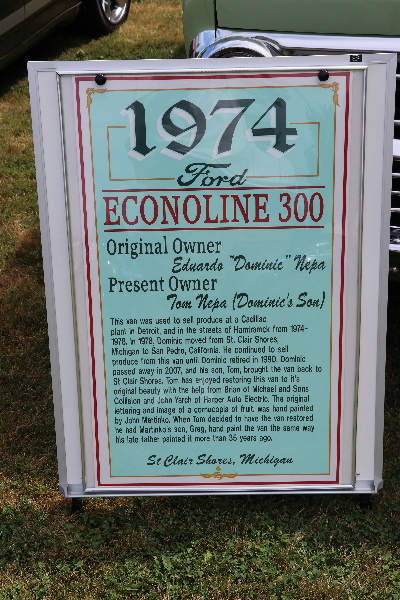 1974
Ford
ECONOLINE 300
Original Owner
Eduardo "Dominic" Nepa
Present Owner
Tom Nepa (Dominic's Son)
This van was used to sell produce at a Cadillac
plant in Detroit, and in the streets of Hamtramck from 1974-
1978. In 1978, Dominic moved from St. Clair Shores,
Michigan to San Pedro, California. He continued to sell
produce from this van until Dominic retired in 1990. Dominic
passed away in 2007, and his son, Tom, brought the van back to
St Clair Shores. Tom has enjoyed restoring this van to it's
original beauty with the help from Brian of Michael and Sons
Collision and John Yarch of Harper Auto Electric. The original
lettering and image of a cornucopia of fruit, was hand painted
by John Martinko. When Tom decided to have the van restored
he had Martinko's son, Greg, hand paint the van the same way
his late father painted it more than 35 years ago.
St Clair Shores, Michigan